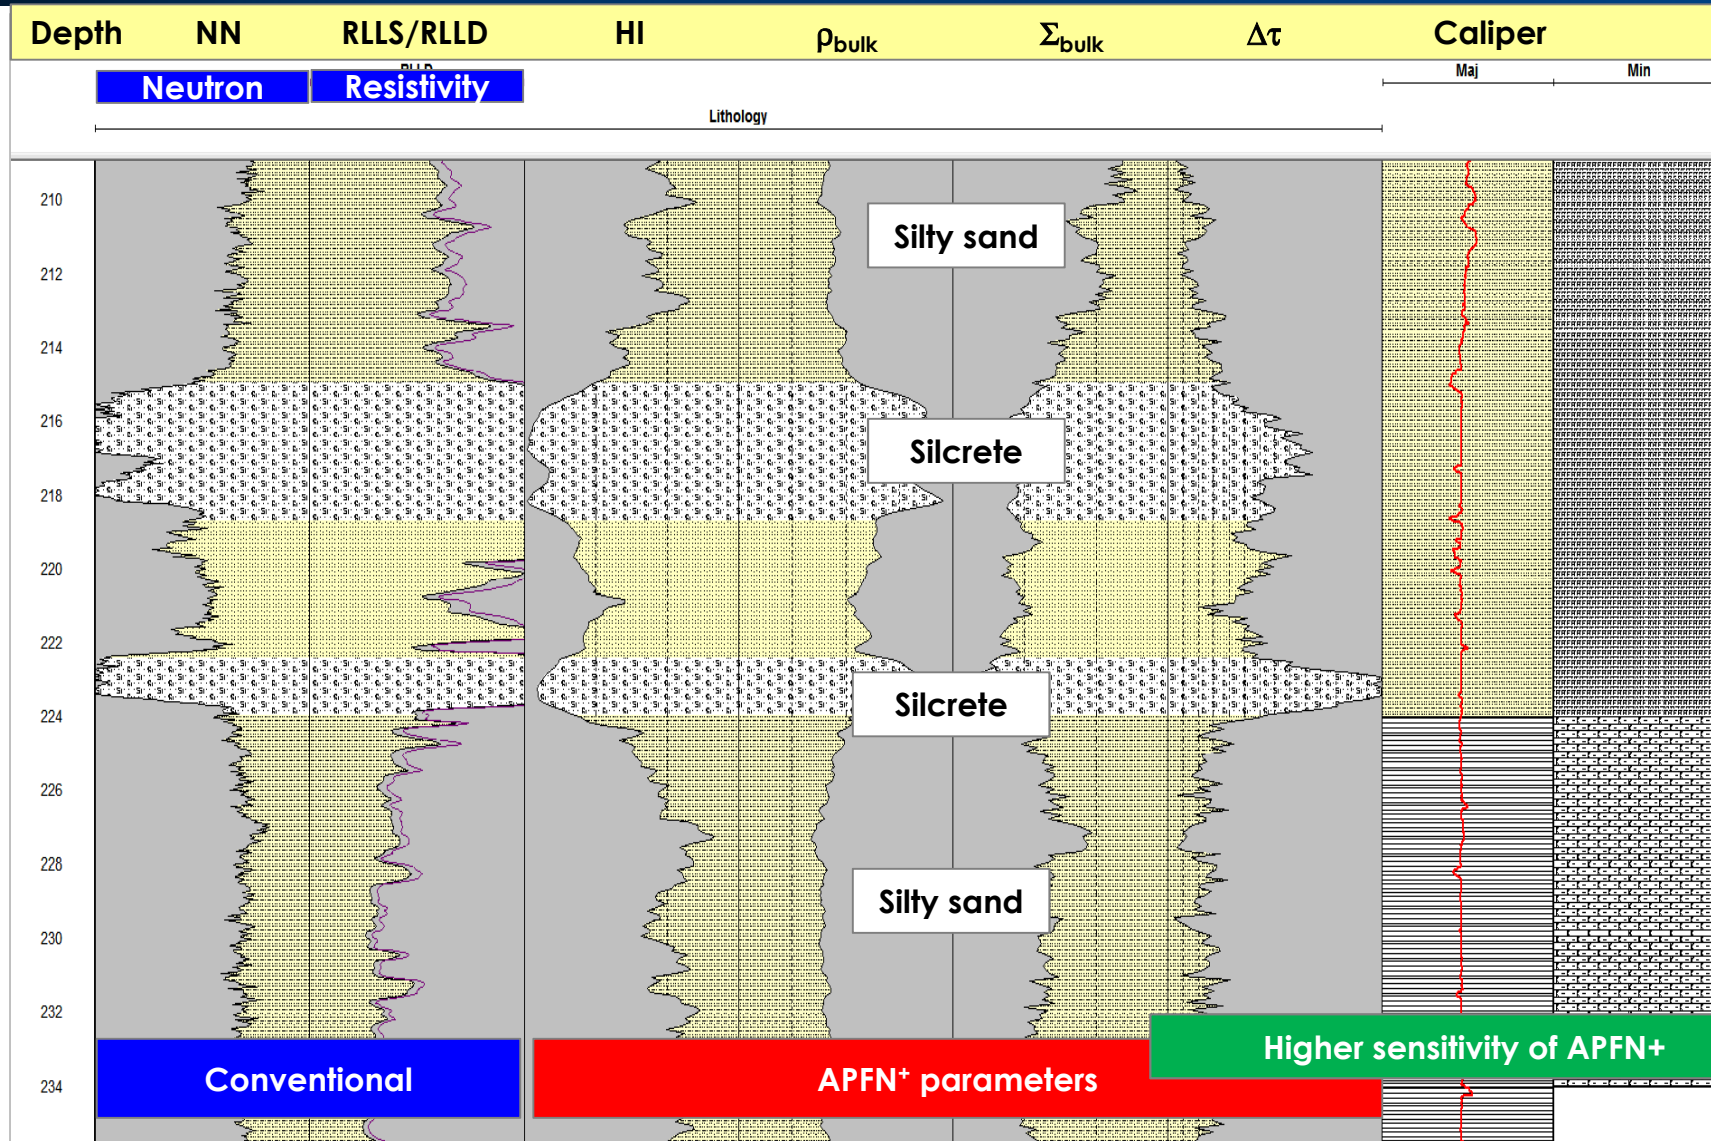 Depth NN RLLS/RLLD HI ρbulk Σbulk Δτ Caliper
Neutron Resistivity Maj Min
Lithology
210
Silty sand
212
214
216
Silcrete
218
220
222
Silcrete
224
226
228
Silty sand
230
232
Higher sensitivity of APFN+
Conventional APFN+ parameters
234